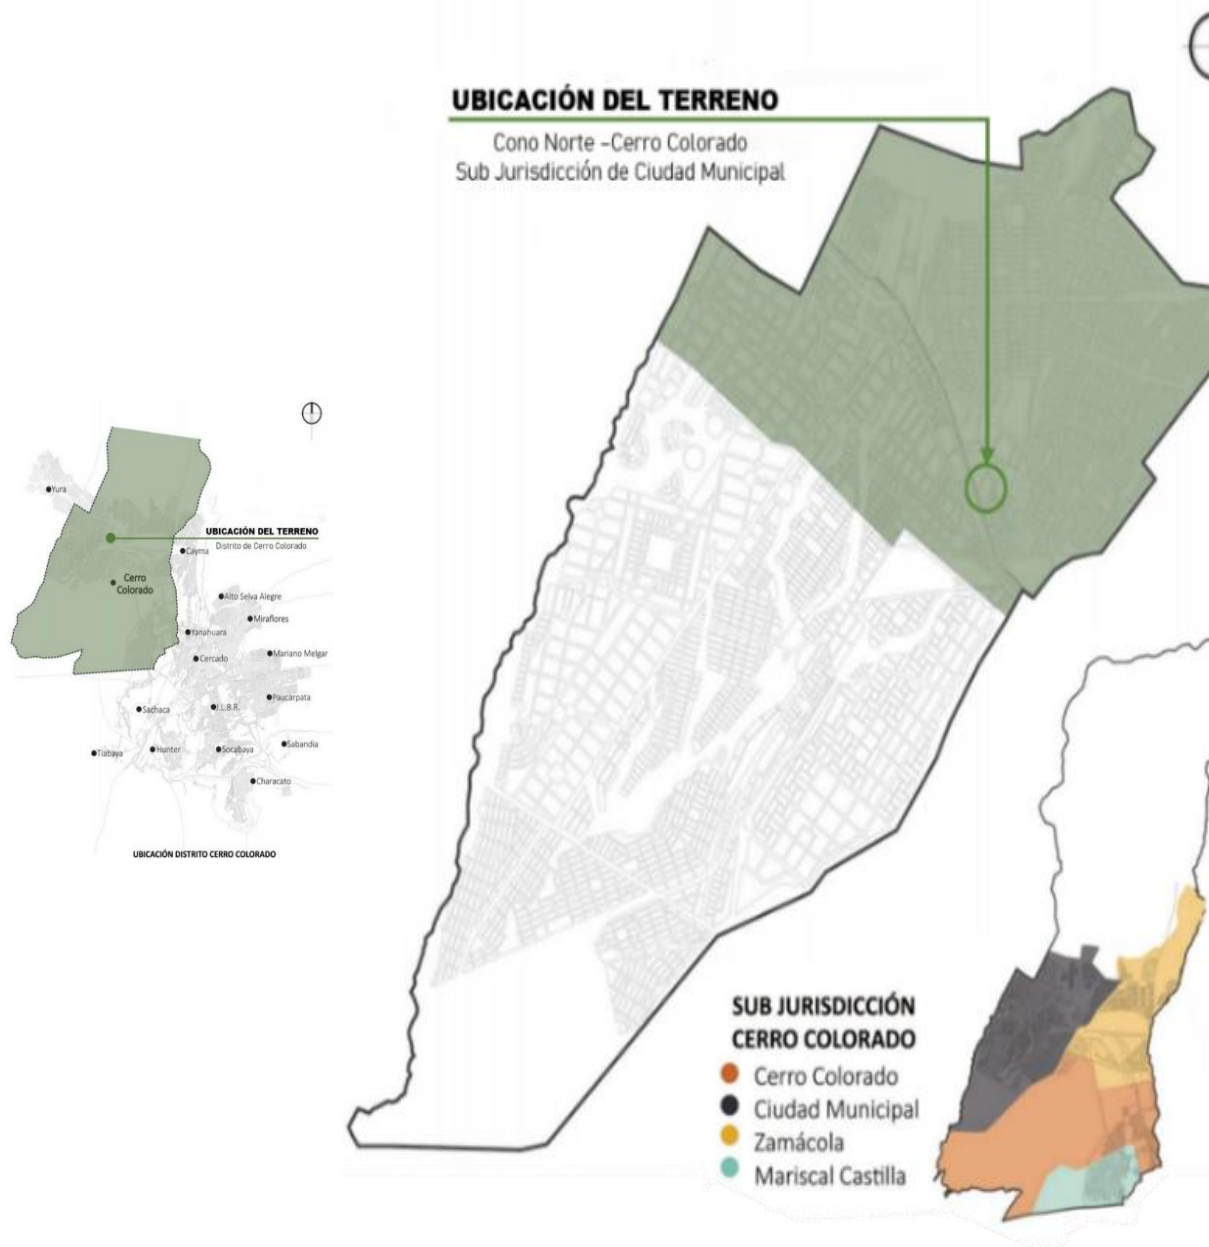 UBICACIÓN DEL TERRENO
Cono Norte –Cerro Colorado
Sub Jurisdicción de Ciudad Municipal
Yura
UBICACIÓN DEL TERRENO
Distrito de Cerro Colorado
Cayma
Cerro
Colorado
Alto Selva Alegre
Miraflores
Yanahuara
Cercado
Mariano Melgar
Paucarpata
Sachaca
J.L.B.R.
Tiabaya
Hunter
Socabaya
Sabandia
Characato
UBICACIÓN DISTRITO CERRO COLORADO
SUB JURISDICCIÓN
CERRO COLORADO
Cerro Colorado
Ciudad Municipal
Zamácola
Mariscal Castilla